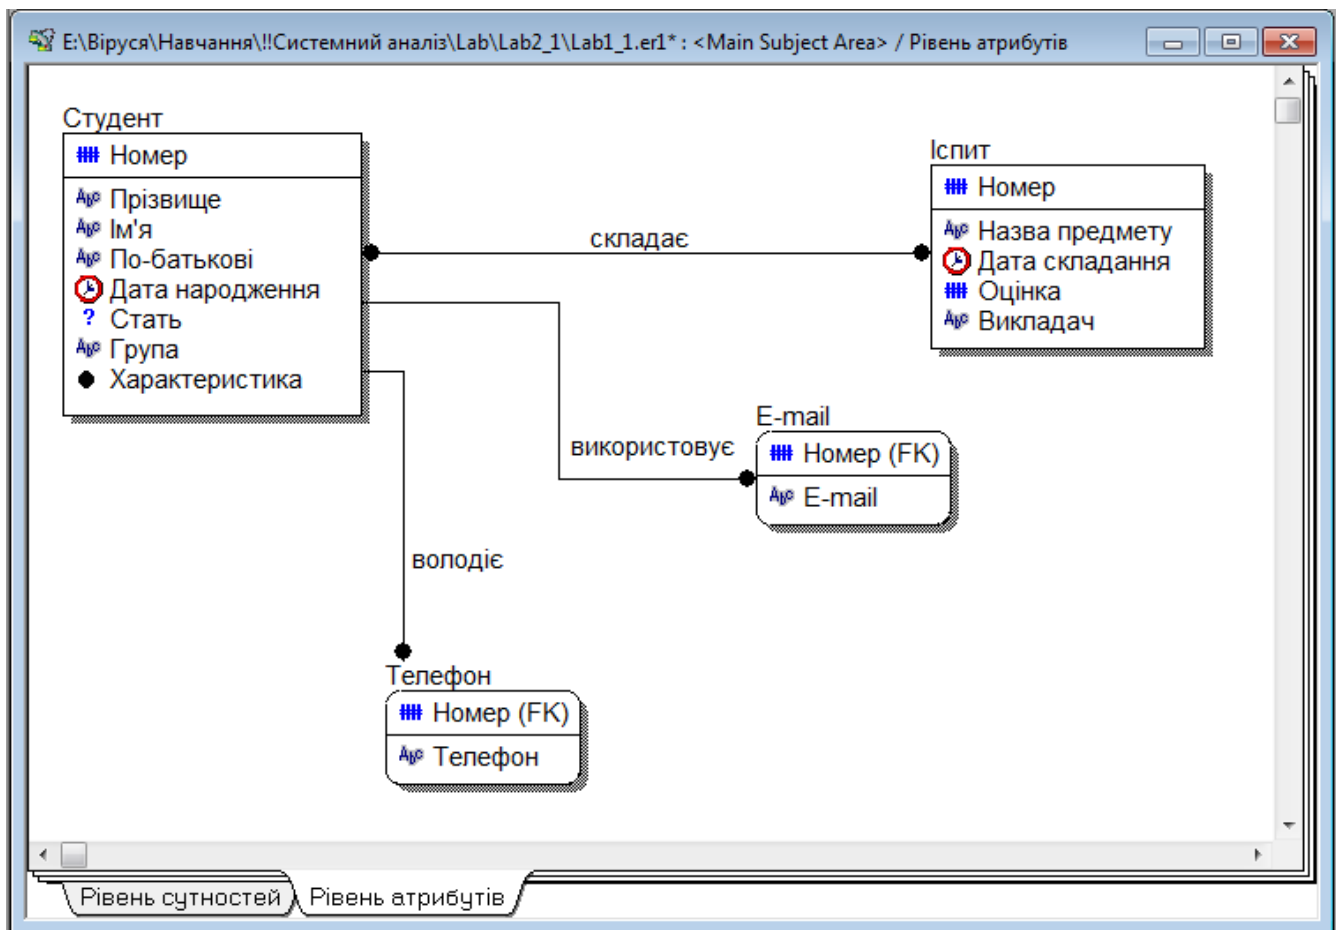 E:\Віруся\Навчання\!!Системний аналіз\Lab\Lab2_1\Lab1_1.er1* : <Main Subject Area> / Рівень атрибутів
Студент
Номер
Прізвище
Ім'я
По-батькові
Дата народження
? Стать
Група
Характеристика
складає
Іспит
Номер
Назва предмету
Дата складання
Оцінка
Викладач
використовує
E-mail
Номер (FK)
E-mail
володіє
Телефон
Номер (FK)
Телефон
Рівень сутностей
Рівень атрибутів